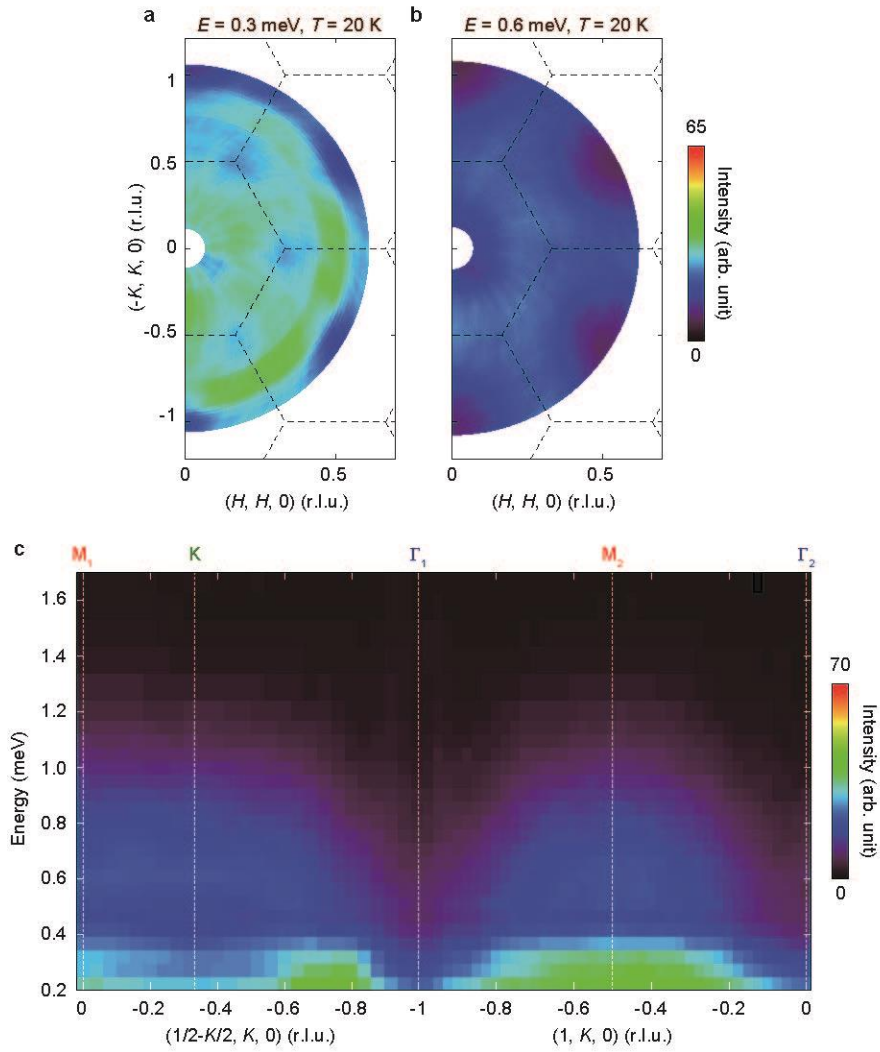 a
E = 0.3 meV, T = 20 K
b
E = 0.6 meV, T = 20 K
1
0.5
0
-0.5
-1
(-K, K, 0) (r.l.u.)
0
0.5
(H, H, 0) (r.l.u.)
0
0.5
(H, H, 0) (r.l.u.)
65
0
Intensity (arb. unit)
c
M1
K
Γ1
M2
Γ2
1.6
1.4
1.2
1.0
0.8
0.6
0.4
0.2
Energy (meV)
0
-0.2
-0.4
-0.6
-0.8
-1
-0.8
-0.6
-0.4
-0.2
0
(1/2-K/2, K, 0) (r.l.u.)
(1, K, 0) (r.l.u.)
70
0
Intensity (arb. unit)